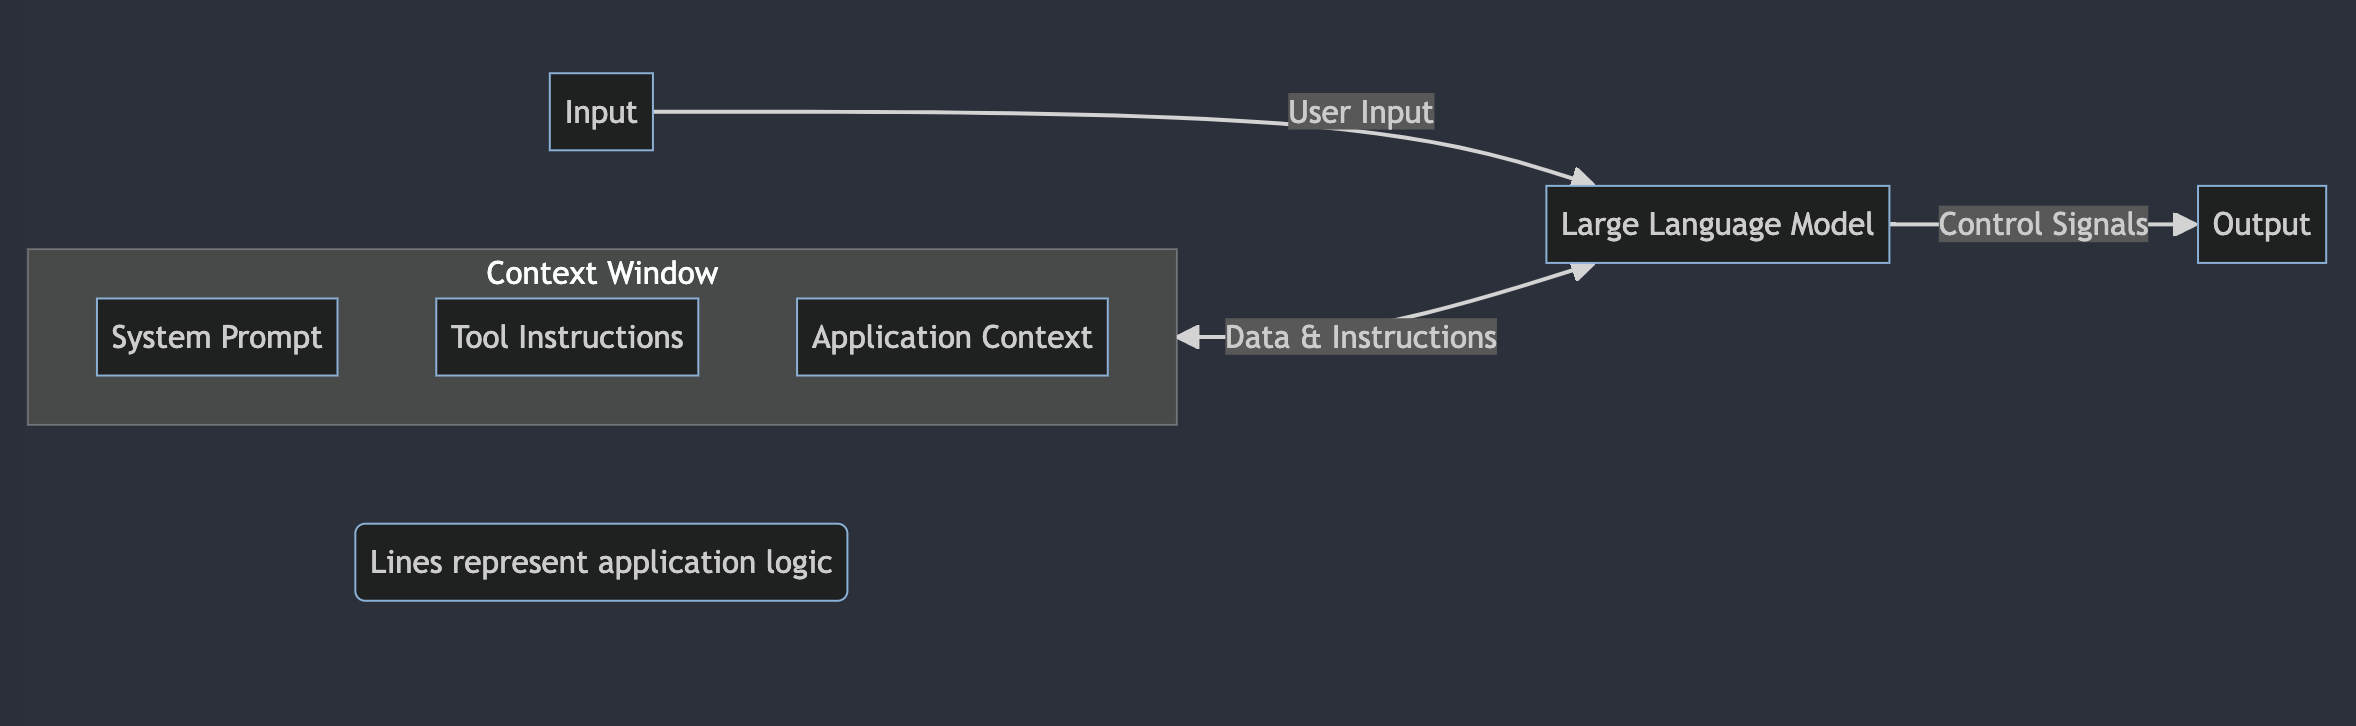 Input
User Input
Large Language Model
Control Signals
Output
Context Window
System Prompt
Tool Instructions
Application Context
Data & Instructions
Lines represent application logic